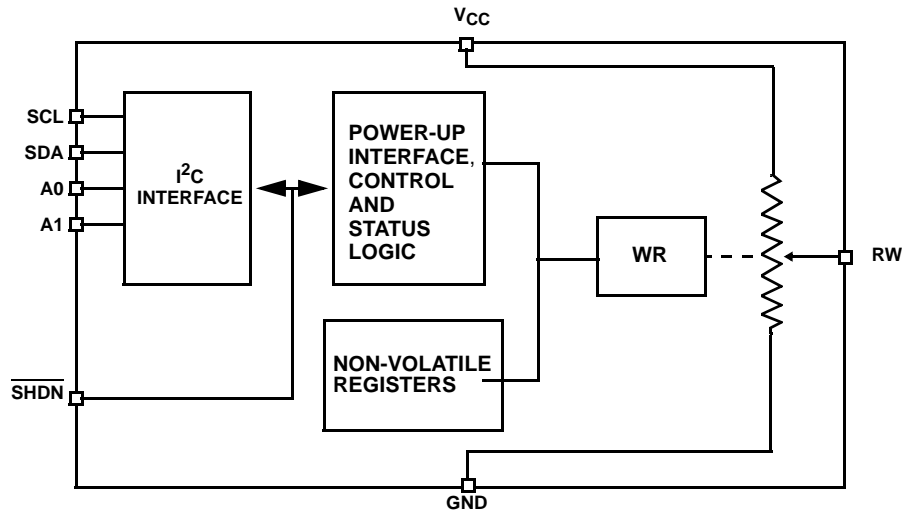 VCC
SCL
SDA
A0
A1
I²C
INTERFACE
POWER-UP
INTERFACE,
CONTROL
AND
STATUS
LOGIC
WR
RW
NON-VOLATILE
REGISTERS
SHDN
GND